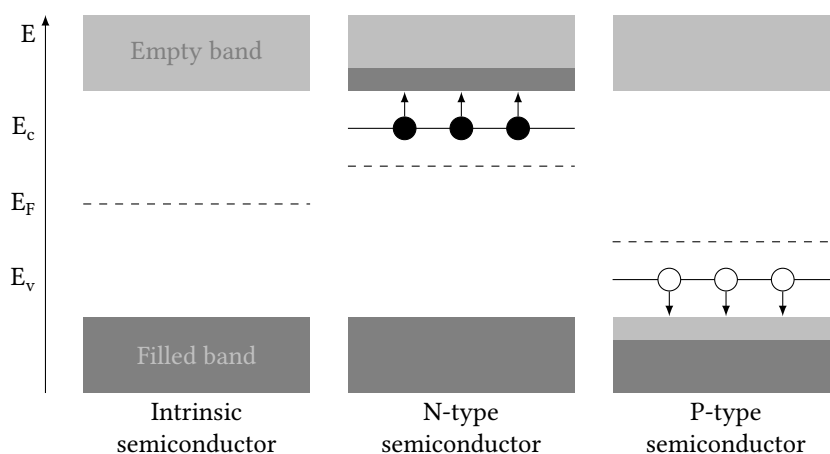 E
Empty band
E_c
E_F
E_v
Filled band
Intrinsic
semiconductor
N-type
semiconductor
P-type
semiconductor